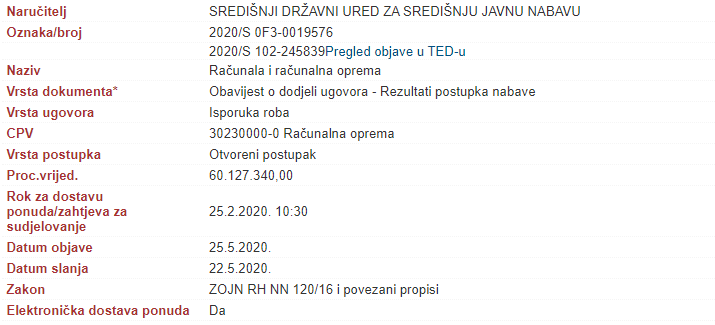 Naručitelj SREDIŠNJI DRŽAVNI URED ZA SREDIŠNJU JAVNU NABAVU
Oznaka/broj 2020/S 0F3-0019576
2020/S 102-245839Pregled objave u TED-u
Naziv Računala i računalna oprema
Vrsta dokumenta* Obavijest o dodjeli ugovora - Rezultati postupka nabave
Vrsta ugovora Isporuka roba
CPV 30230000-0 Računalna oprema
Vrsta postupka Otvoreni postupak
Proc.vrijed. 60.127.340,00
Rok za dostavu
ponuda/zahtjeva za 25.2.2020. 10:30
sudjelovanje
Datum objave 25.5.2020.
Datum slanja 22.5.2020.
Zakon ZOJN RH NN 120/16 i povezani propisi
Elektronička dostava ponuda Da